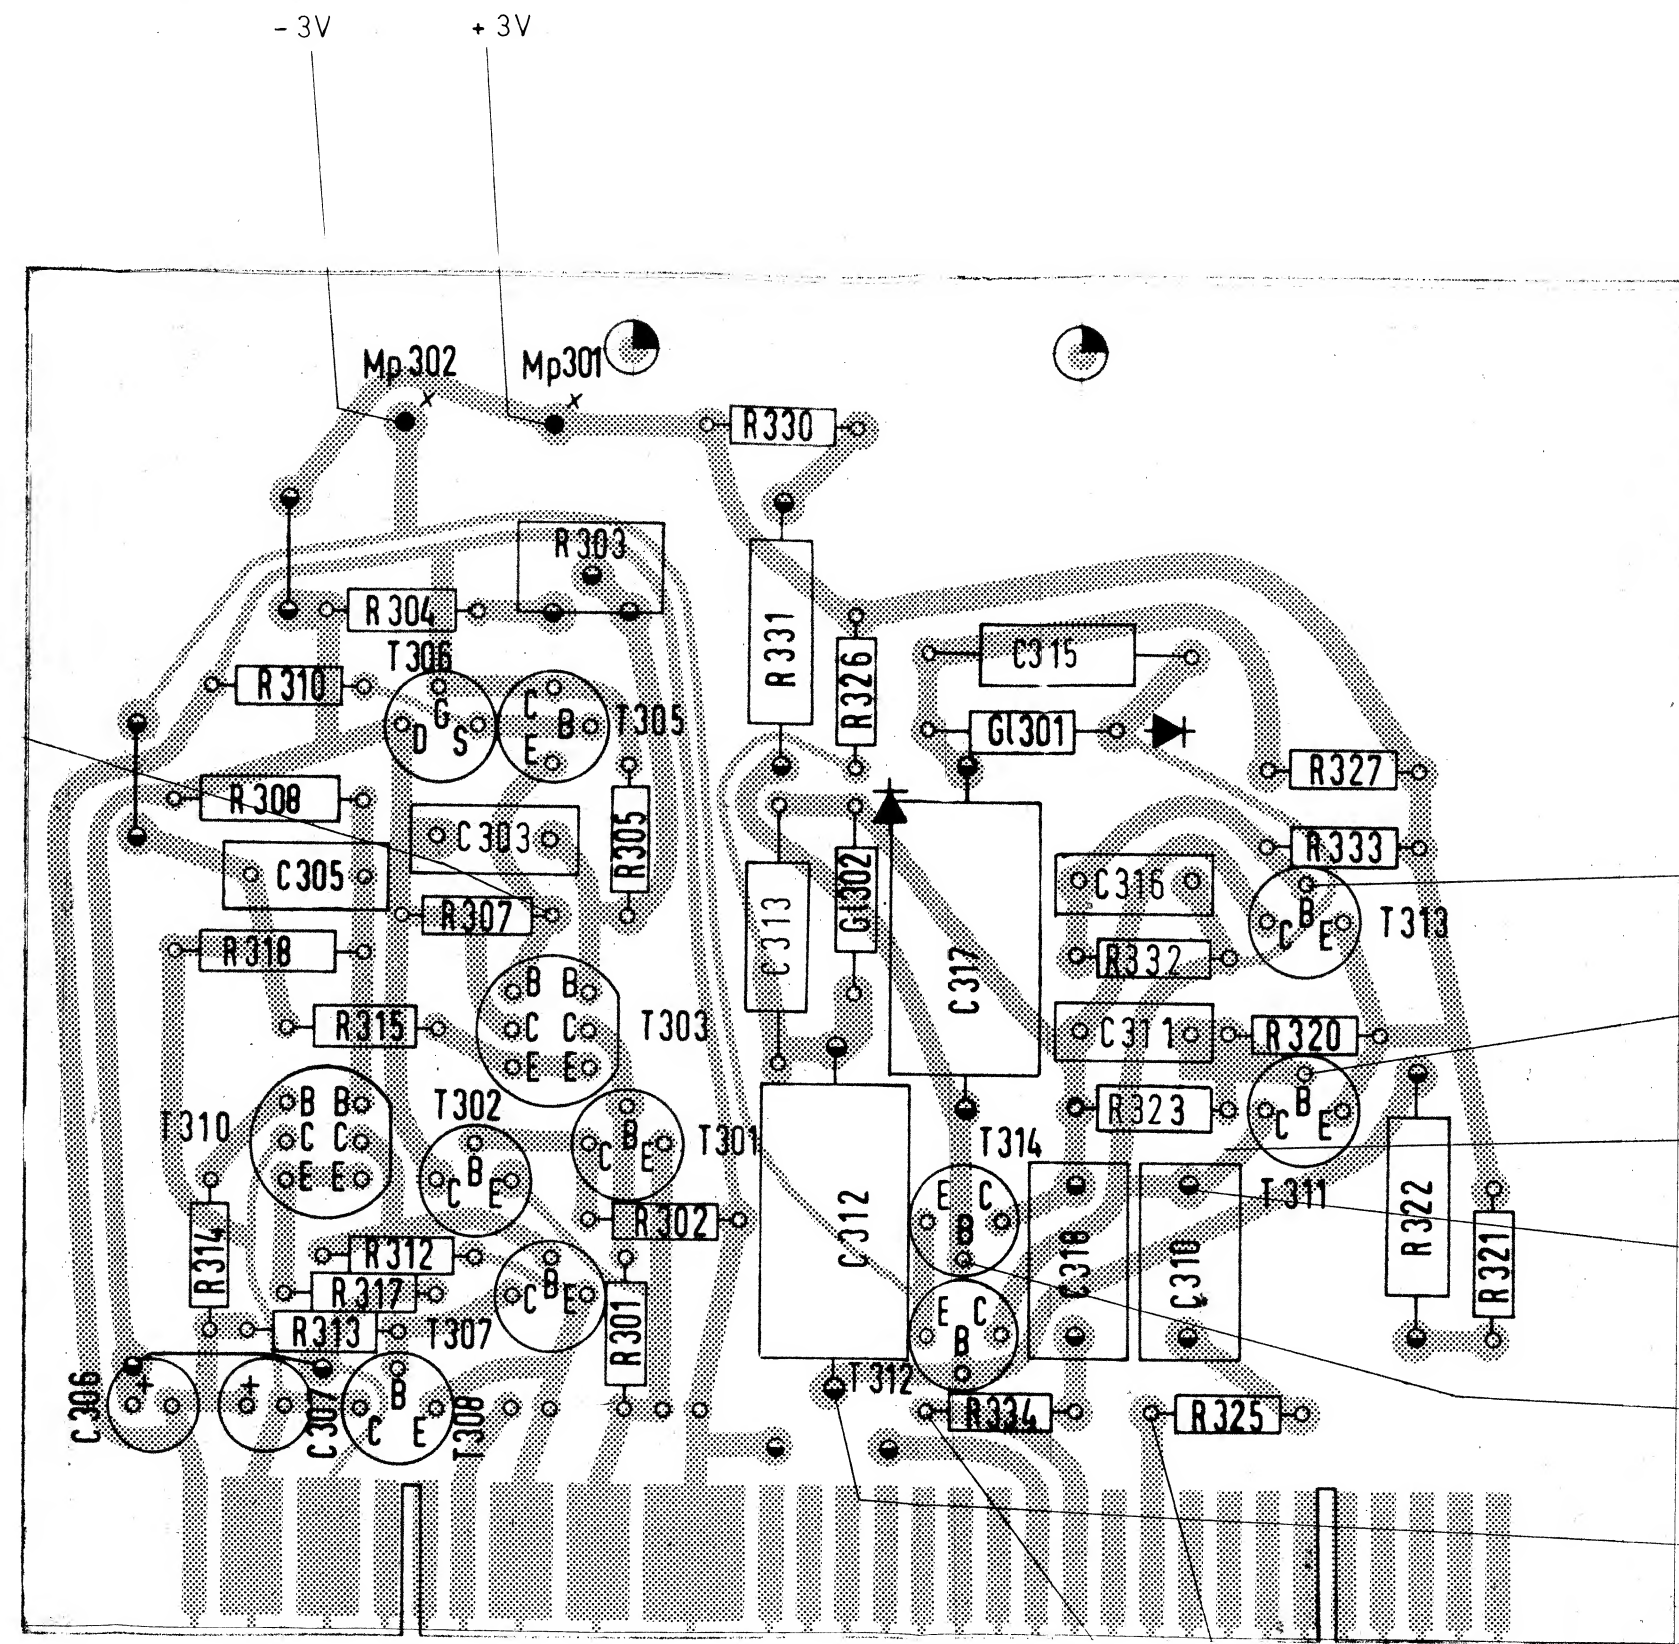 - 3V + 3V
Mp302 Mp301
R330
R303
R304
R331
T306
C315
R310
R326
G
C
B
T305
D
S
E
Gl301
R327
R308
C303
R305
R333
C305
C316
R307
Gl302
C313
B
C E
T313
R318
R332
C317
B B
C C
E E
T303
R315
C311
R320
R323
B
C E
T310
B B
C C
E E
T302
B
C E
B
C E
T301
T314
E C
B
T311
R322
R302
C312
R314
R312
C318
C310
R321
R317
B
C E
R301
E C
B
R313
T307
T312
C306
+
+
C307
B
C E
T308
R324
R325